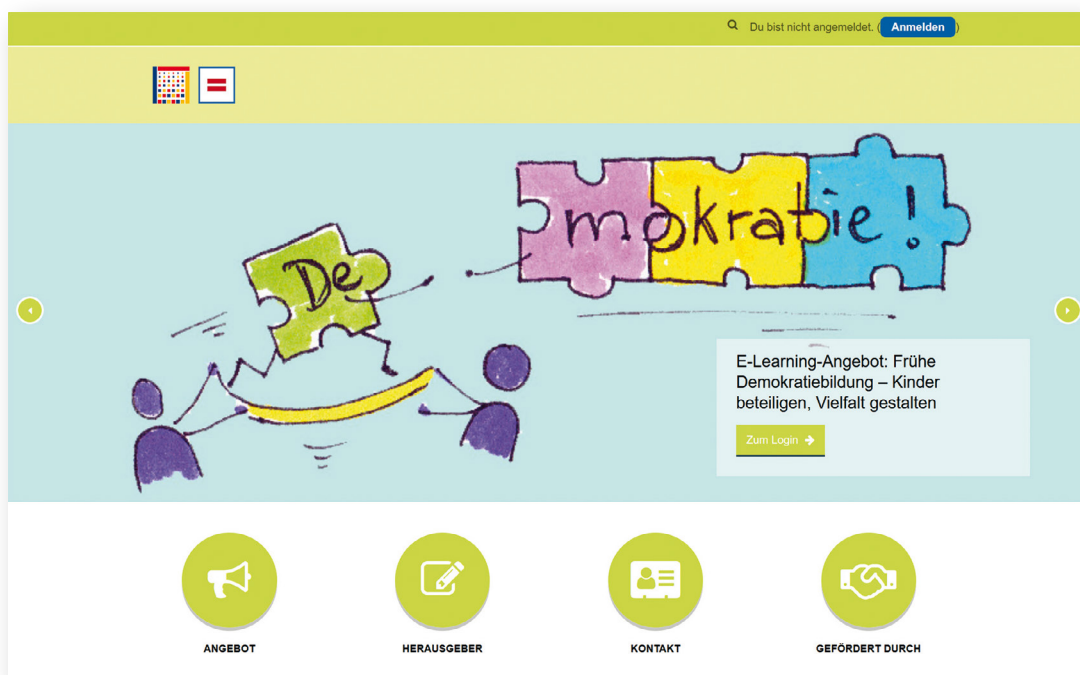 Du bist nicht angemeldet. (Anmelden)
De mokratie!
E-Learning-Angebot: Frühe
Demokratiebildung – Kinder
beteiligen, Vielfalt gestalten
Zum Login
ANGEBOT
HERAUSGEBER
KONTAKT
GEFÖRDERT DURCH